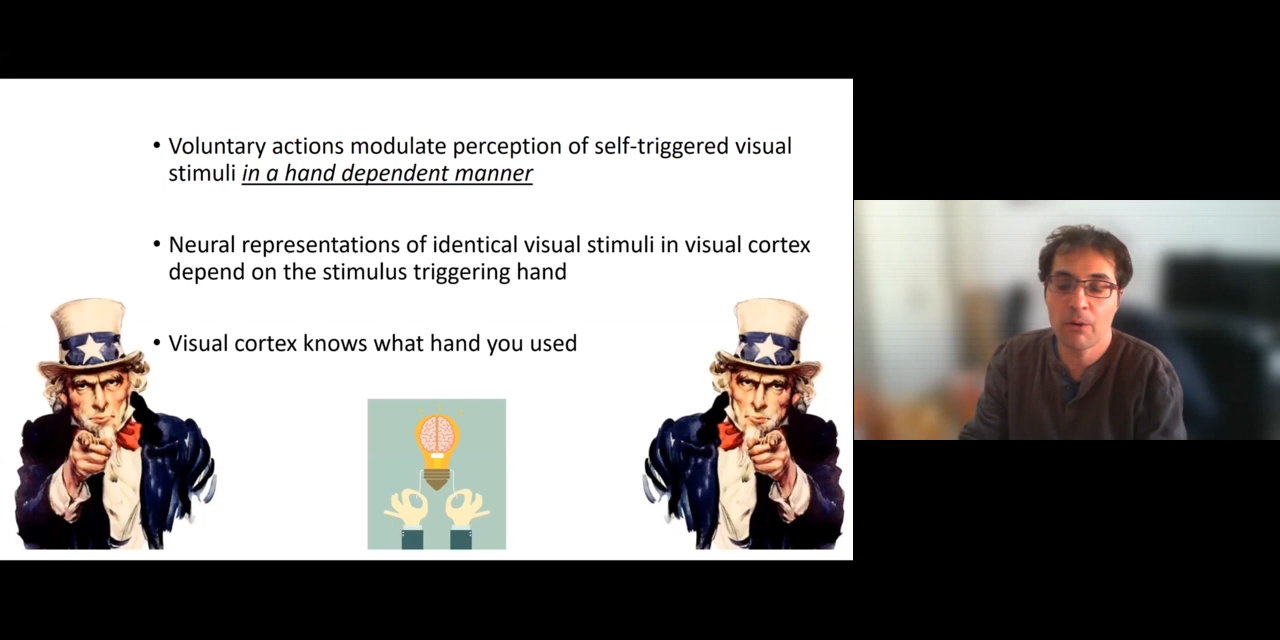 • Voluntary actions modulate perception of self-triggered visual
stimuli in a hand dependent manner
• Neural representations of identical visual stimuli in visual cortex
depend on the stimulus triggering hand
• Visual cortex knows what hand you used